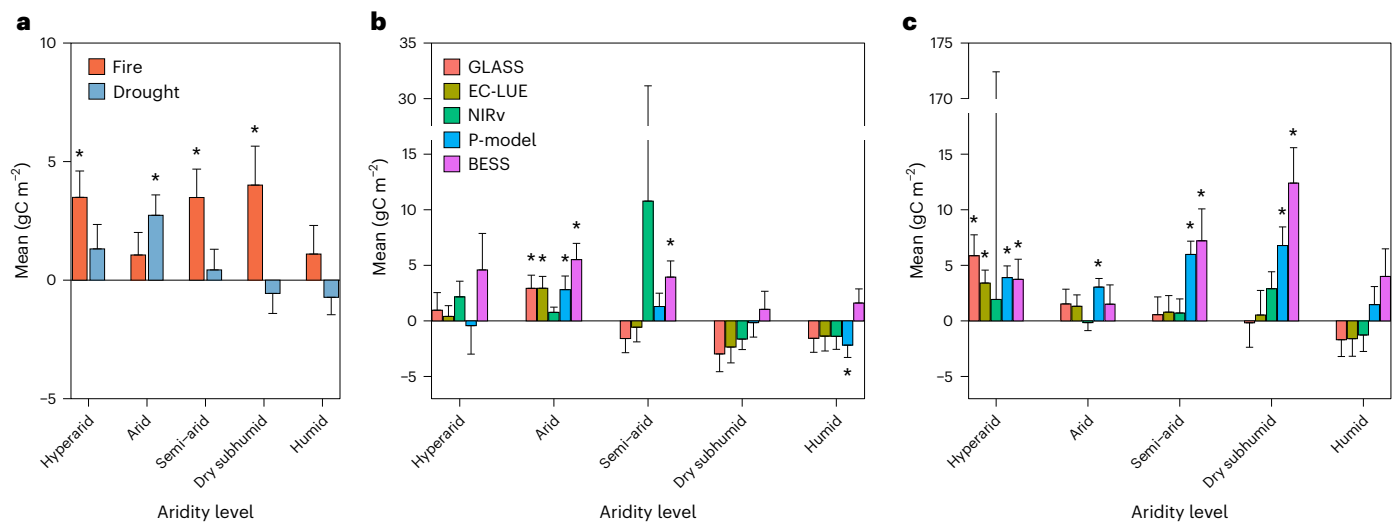 a
10
5
0
−5
Mean (gC m−2)
Fire
Drought
*
*
*
*
Hyperarid
Arid
Semi−arid
Dry subhumid
Humid
Aridity level
b
35
30
15
10
5
0
−5
Mean (gC m−2)
GLASS
EC-LUE
NIRv
P-model
BESS
* * * *
*
*
Hyperarid
Arid
Semi−arid
Dry subhumid
Humid
Aridity level
c
175
170
15
10
5
0
−5
Mean (gC m−2)
* * * *
*
* *
* *
Hyperarid
Arid
Semi−arid
Dry subhumid
Humid
Aridity level